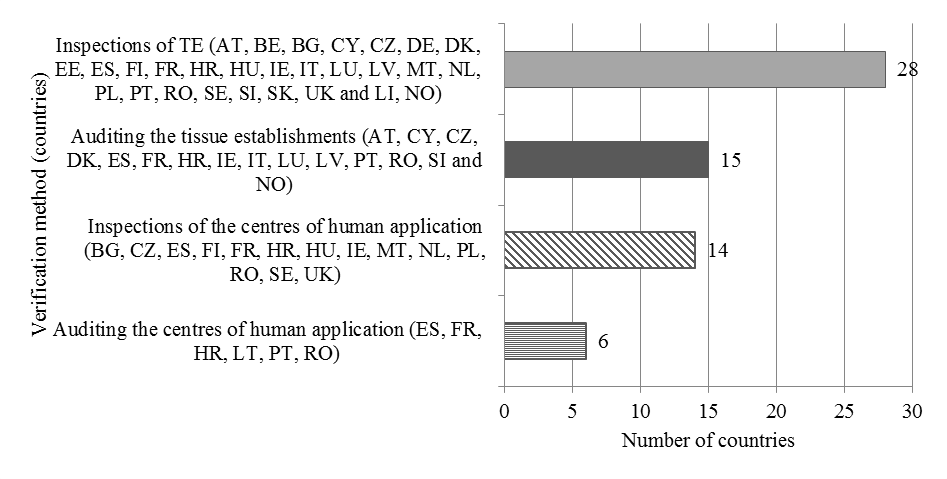 Verification method (countries)
Inspections of TE (AT, BE, BG, CY, CZ, DE, DK,
EE, ES, FI, FR, HR, HU, IE, IT, LU, LV, MT, NL,
PL, PT, RO, SE, SI, SK, UK and LI, NO)
28
Auditing the tissue establishments (AT, CY, CZ,
DK, ES, FR, HR, IE, IT, LU, LV, PT, RO, SI and
NO)
15
Inspections of the centres of human application
(BG, CZ, ES, FI, FR, HR, HU, IE, MT, NL, PL,
RO, SE, UK)
14
Auditing the centres of human application (ES, FR,
HR, LT, PT, RO)
6
0 5 10 15 20 25 30
Number of countries